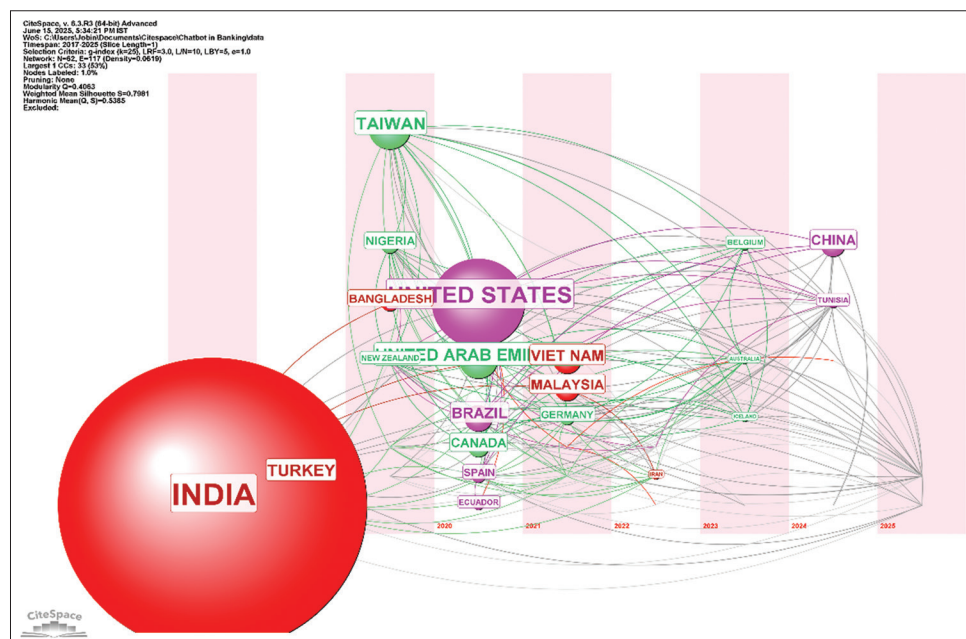 CiteSpace, v. 6.3.R3 (64-bit) Advanced
June 15, 2025, 5:34:21 PM IST
WoS: C:\Users\Jobin\Documents\Citespace\Chatbot in Banking\data
Timespan: 2017-2025 (Slice Length=1)
Selection Criteria: g-index (k=25), LRF=3.0, L/N=10, LBY=5, e=1.0
Network: N=62, E=117 (Density=0.0619)
Largest 1 CCs: 33 (53%)
Nodes Labeled: 1.0%
Pruning: None
Modularity Q=0.4063
Weighted Mean Silhouette S=0.7981
Harmonic Mean(Q, S)=0.5385
Excluded:
TAIWAN
NIGERIA
BELGIUM
CHINA
UNITED STATES
BANGLADESH
TUNISIA
UNITED ARAB EMI
VIET NAM
NEW ZEALAND
AUSTRALIA
MALAYSIA
BRAZIL
GERMANY
ICELAND
CANADA
TURKEY
SPAIN
IRAN
INDIA
ECUADOR
2020
2021
2022
2023
2024
2025
CiteSpace